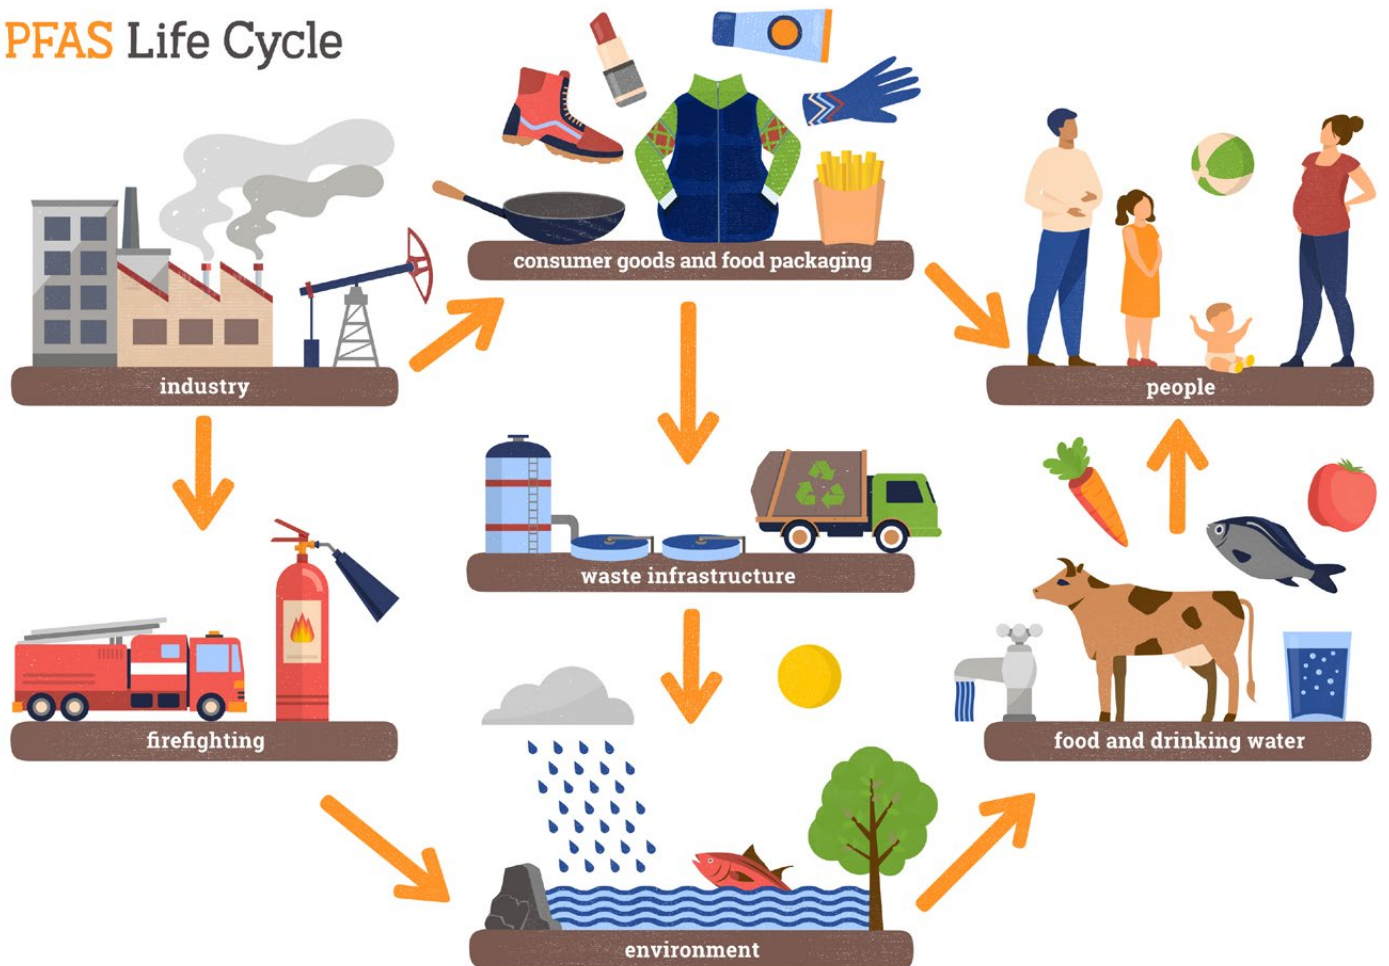 PFAS Life Cycle
consumer goods and food packaging
industry
people
waste infrastructure
firefighting
food and drinking water
environment